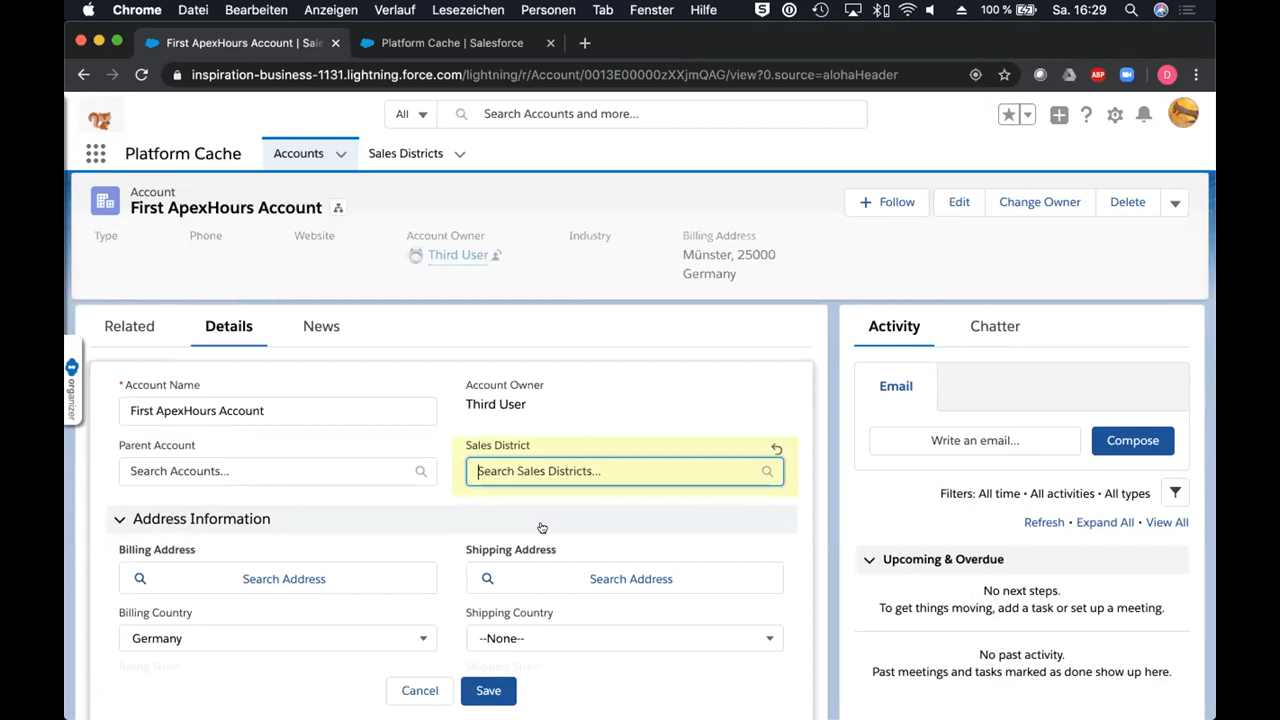 Chrome Datei Bearbeiten Anzeigen Verlauf Lesezeichen Personen Tab Fenster Hilfe 100 % Sa. 16:29
First ApexHours Account | Sale Platform Cache | Salesforce
inspiration-business-1131.lightning.force.com/lightning/r/Account/0013E00000zXXjmQAG/view?0.source=alohaHeader ABP D
All Search Accounts and more...
Platform Cache Accounts Sales Districts
Account
First ApexHours Account
Follow Edit Change Owner Delete
Type Phone Website Account Owner Industry Billing Address
Third User Münster, 25000
Germany
Related Details News Activity Chatter
organizer
* Account Name Account Owner
First ApexHours Account Third User
Email
Parent Account Sales District
Search Accounts... Search Sales Districts...
Write an email... Compose
Filters: All time • All activities • All types
Address Information
Refresh • Expand All • View All
Billing Address Shipping Address
Upcoming & Overdue
Search Address Search Address
No next steps.
To get things moving, add a task or set up a meeting.
Billing Country Shipping Country
Germany --None--
No past activity.
Past meetings and tasks marked as done show up here.
Billing Street Shipping Street
Cancel Save